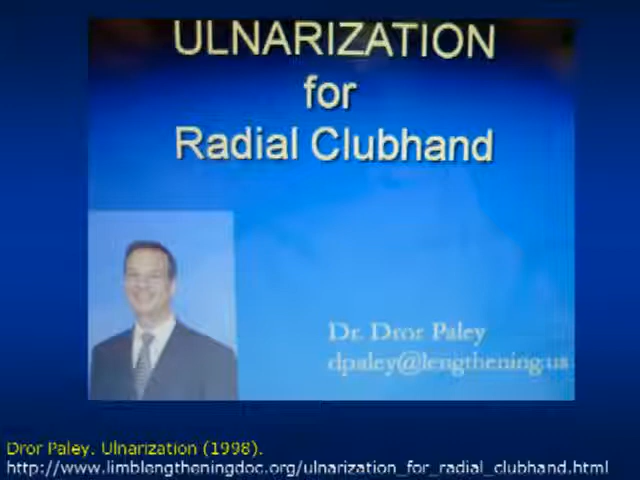 ULNARIZATION
for
Radial Clubhand
Dr. Dror Paley
dpaley@lengthening.us
Dror Paley. Ulnarization (1998).
http://www.limblengtheningdoc.org/ulnarization_for_radial_clubhand.html